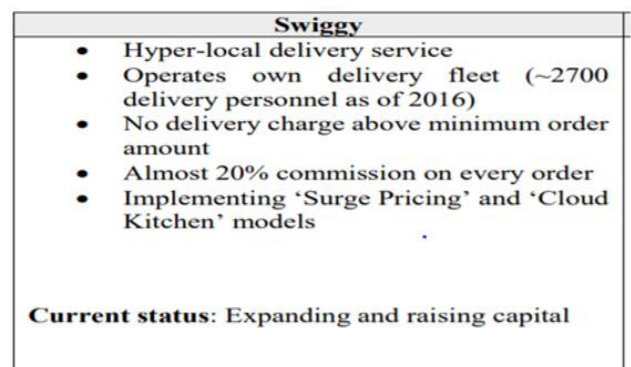 Swiggy
• Hyper-local delivery service
• Operates own delivery fleet (~2700
delivery personnel as of 2016)
• No delivery charge above minimum order
amount
• Almost 20% commission on every order
• Implementing ‘Surge Pricing’ and ‘Cloud
Kitchen’ models
Current status: Expanding and raising capital